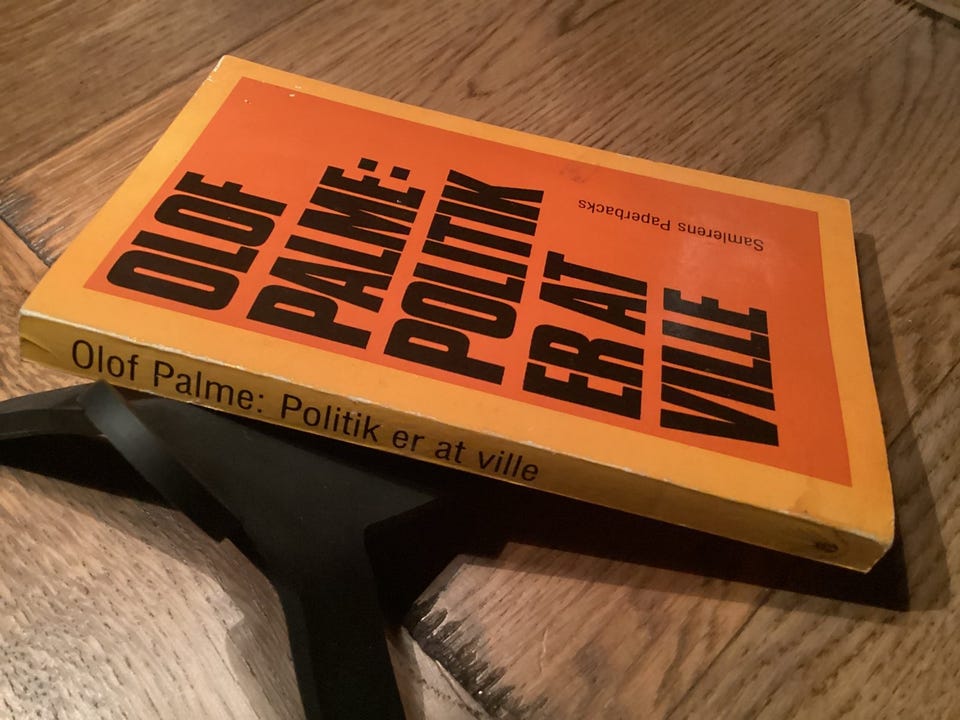 OLOF
PALME:
POLITIK
ER AT
VILLE
Samlerens Paperbacks
Olof Palme: Politik er at ville